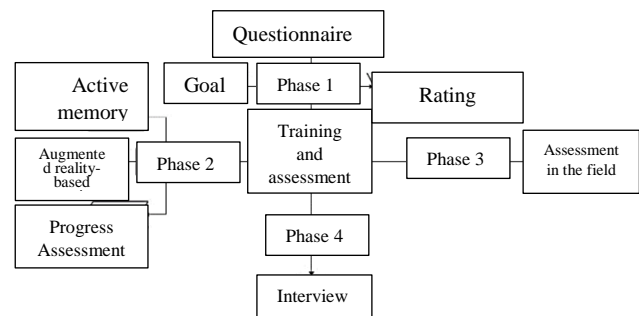 Questionnaire
Goal
Phase 1
Rating
Active
memory
Training
and
assessment
Augmente
d reality-
based
Phase 2
Phase 3
Assessment
in the field
Progress
Assessment
Phase 4
Interview